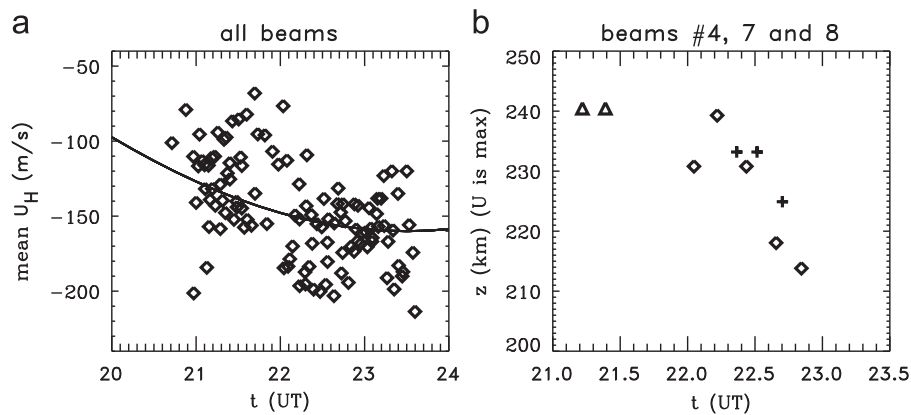 a
all beams
mean U_H (m/s)
−50
−100
−150
−200
20
21
22
23
24
t (UT)
b
beams #4, 7 and 8
z (km) (U is max)
250
240
230
220
210
200
21.0
21.5
22.0
22.5
23.0
23.5
t (UT)